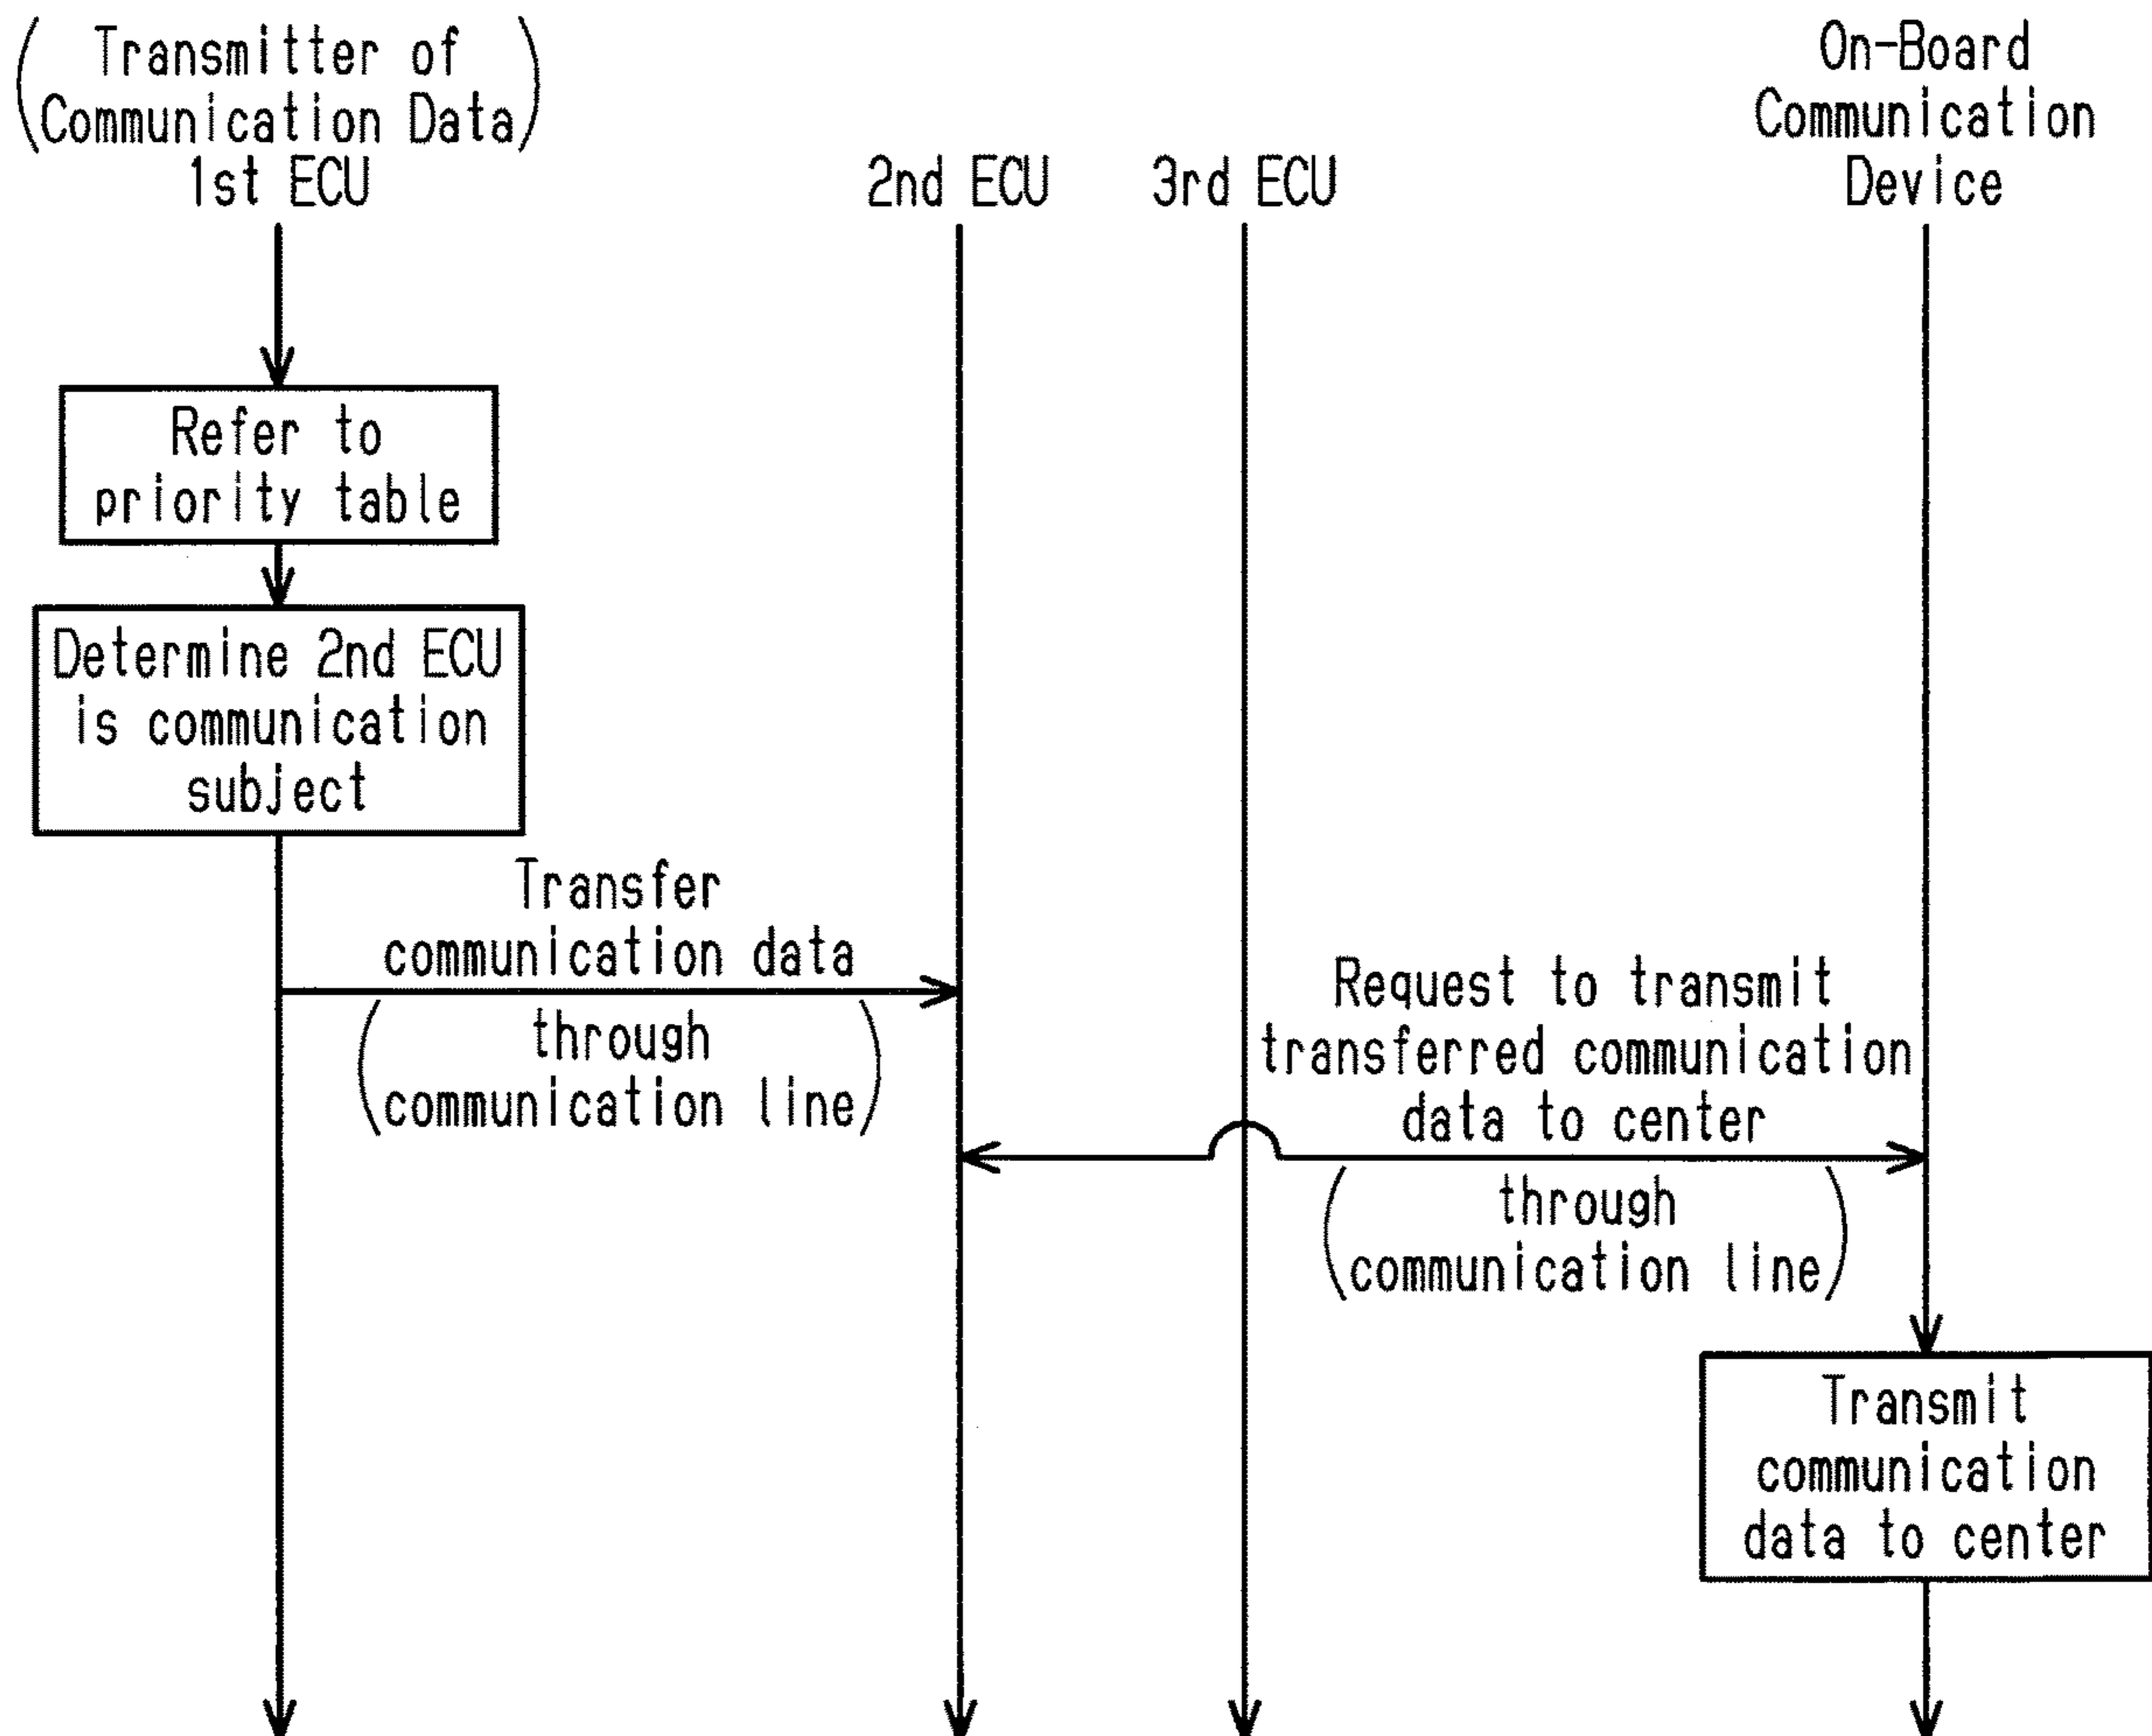 (Transmitter of
Communication Data)
1st ECU
2nd ECU
3rd ECU
On-Board
Communication
Device
Refer to
priority table
Determine 2nd ECU
is communication
subject
Transfer
communication data
(through
communication line)
Request to transmit
transferred communication
data to center
(through
communication line)
Transmit
communication
data to center